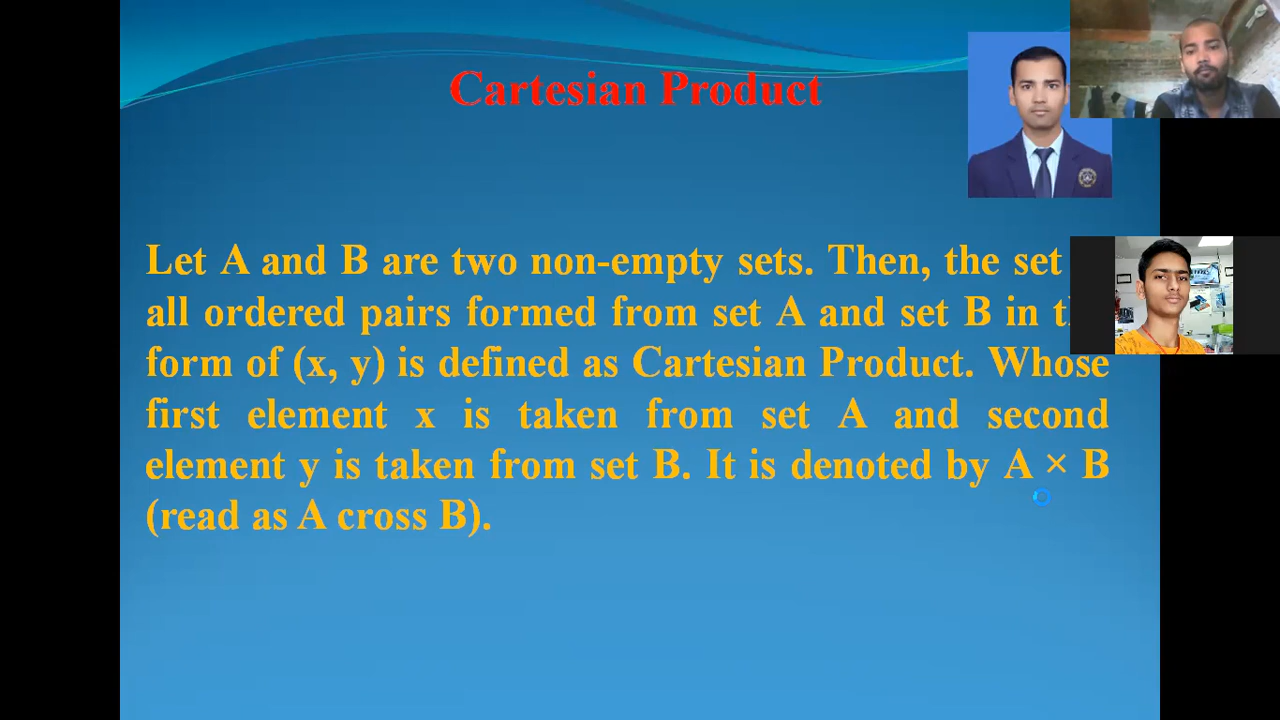 Cartesian Product
Let A and B are two non-empty sets. Then, the set
all ordered pairs formed from set A and set B in
form of (x, y) is defined as Cartesian Product. Whose
first element x is taken from set A and second
element y is taken from set B. It is denoted by A × B
(read as A cross B).